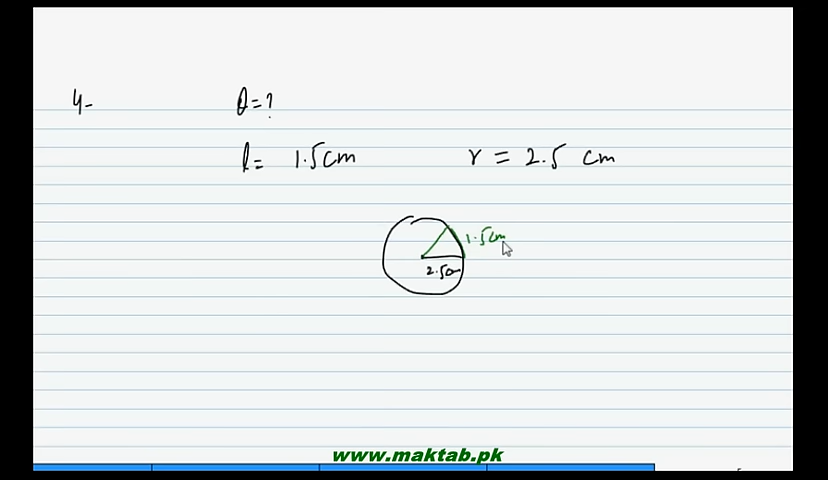 4- θ = ?
l = 1.5cm r = 2.5 cm
1.5cm
2.5cm
www.maktab.pk